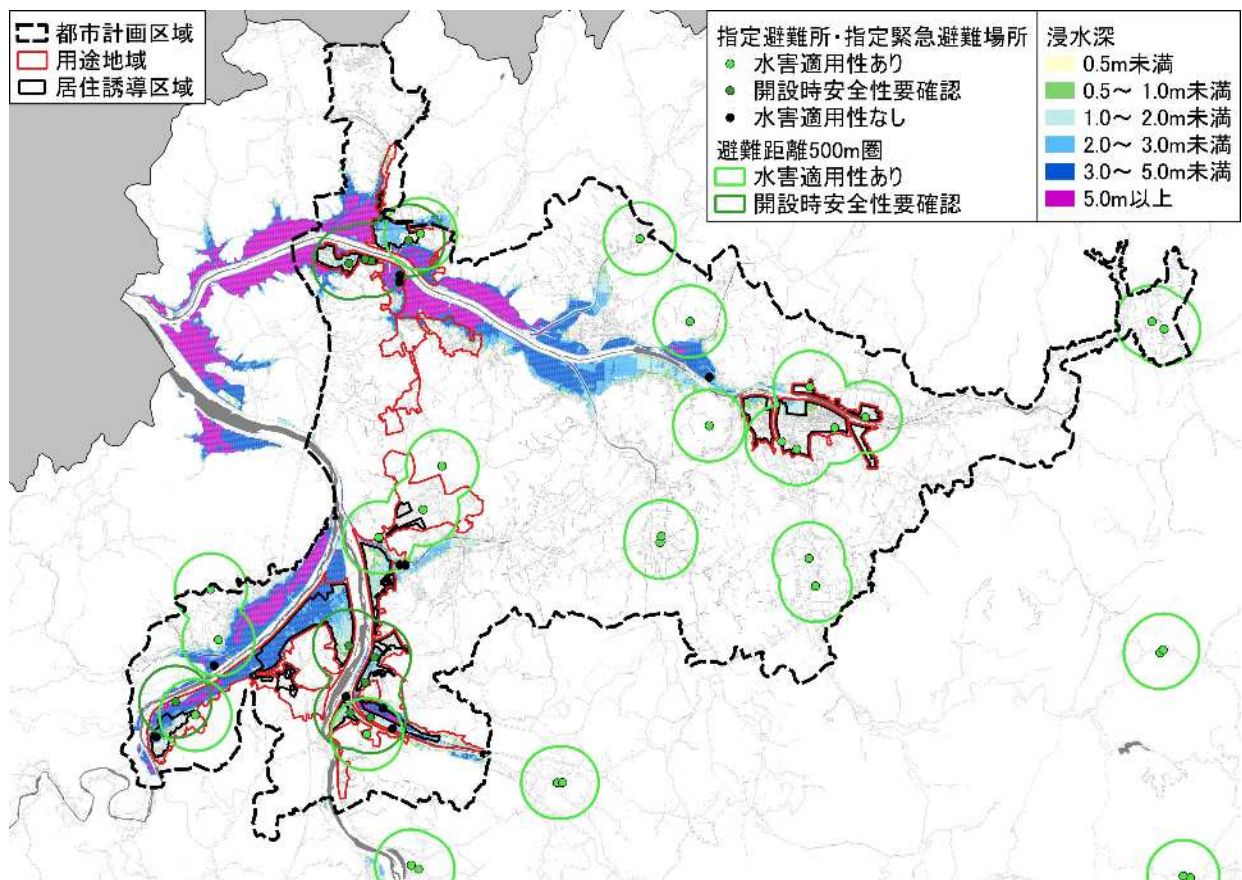 都市計画区域
用途地域
居住誘導区域
指定避難所・指定緊急避難場所
水害適用性あり
開設時安全性要確認
水害適用性なし
避難距離500m圏
水害適用性あり
開設時安全性要確認
浸水深
0.5m未満
0.5～1.0m未満
1.0～2.0m未満
2.0～3.0m未満
3.0～5.0m未満
5.0m以上